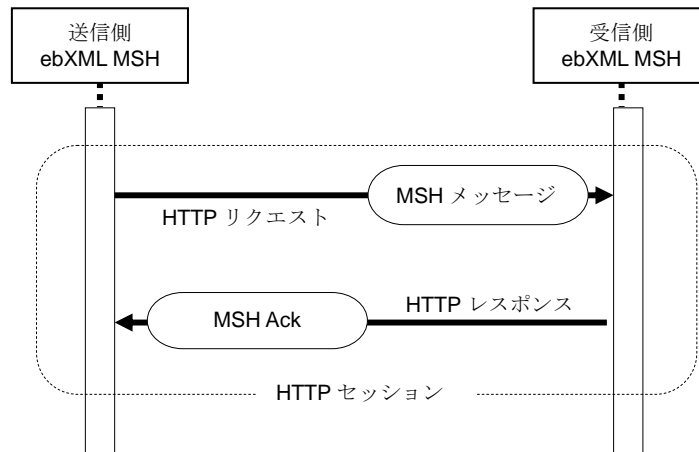 送信側
ebXML MSH
受信側
ebXML MSH
MSH メッセージ
HTTP リクエスト
HTTP レスポンス
MSH Ack
HTTP セッション